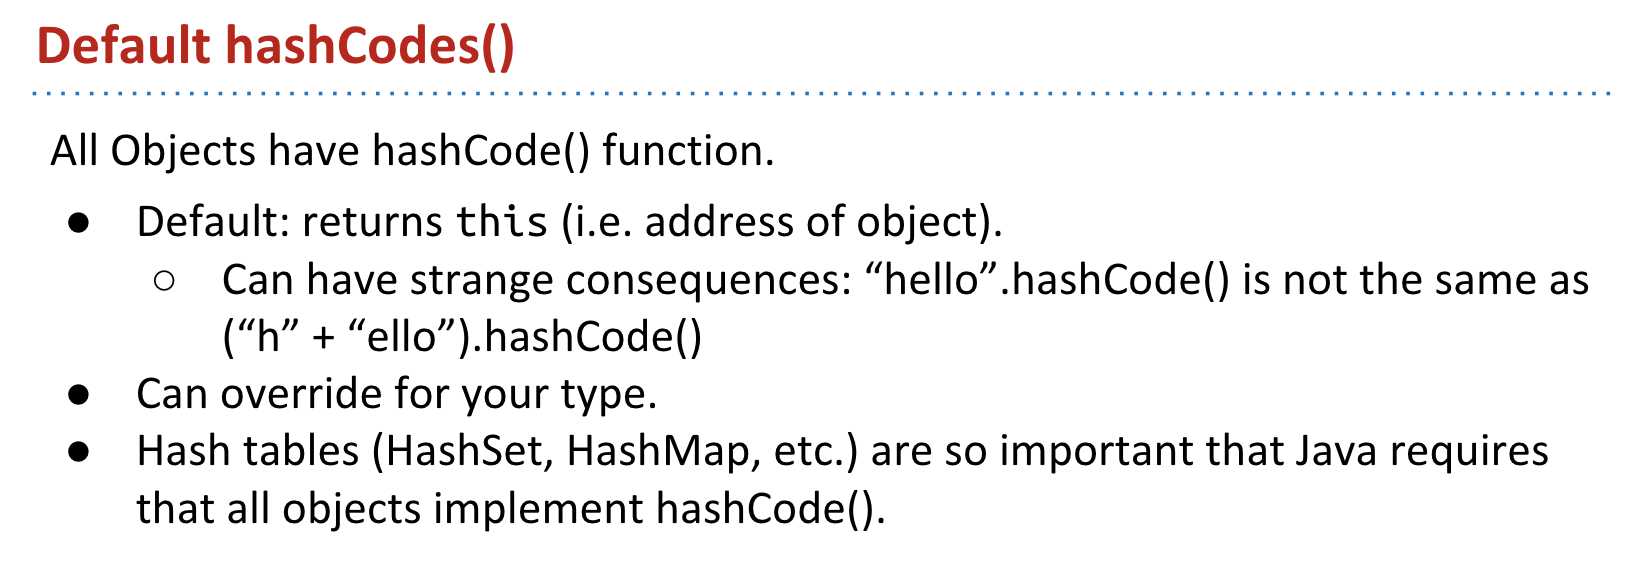 Default hashCodes()
All Objects have hashCode() function.
● Default: returns this (i.e. address of object).
○ Can have strange consequences: “hello”.hashCode() is not the same as
(“h” + “ello”).hashCode()
● Can override for your type.
● Hash tables (HashSet, HashMap, etc.) are so important that Java requires
that all objects implement hashCode().